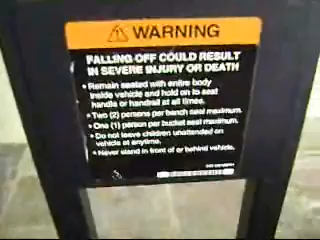 WARNING
FALLING OFF COULD RESULT
IN SEVERE INJURY OR DEATH
• Remain seated with entire body
inside vehicle and hold on to seat
handle or handrail at all times.
• Two (2) persons per bench seat maximum.
• One (1) person per bucket seat maximum.
• Do not leave children unattended on
vehicle at anytime.
• Never stand in front of or behind vehicle.